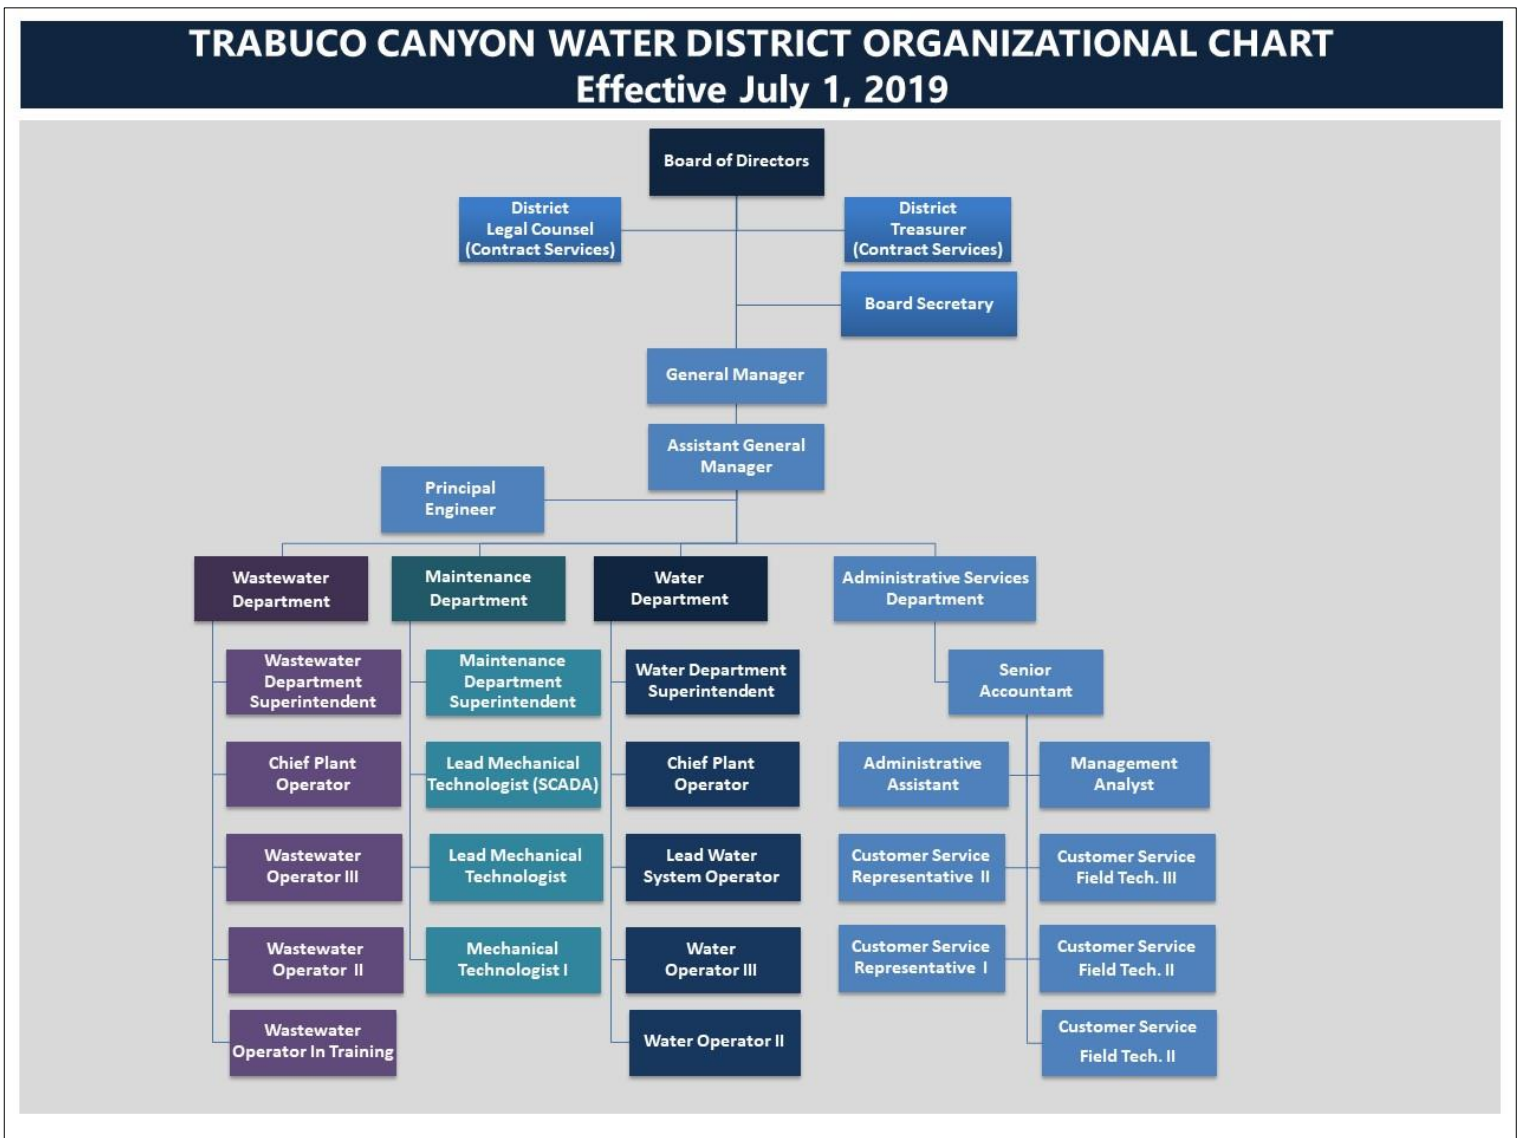 TRABUCO CANYON WATER DISTRICT ORGANIZATIONAL CHART
Effective July 1, 2019
Board of Directors
District
Legal Counsel
(Contract Services)
District
Treasurer
(Contract Services)
Board Secretary
General Manager
Assistant General
Manager
Principal
Engineer
Wastewater
Department
Maintenance
Department
Water
Department
Administrative Services
Department
Wastewater
Department
Superintendent
Maintenance
Department
Superintendent
Water Department
Superintendent
Senior
Accountant
Chief Plant
Operator
Lead Mechanical
Technologist (SCADA)
Chief Plant
Operator
Administrative
Assistant
Management
Analyst
Wastewater
Operator III
Lead Mechanical
Technologist
Lead Water
System Operator
Customer Service
Representative II
Customer Service
Field Tech. III
Wastewater
Operator II
Mechanical
Technologist I
Water
Operator III
Customer Service
Representative I
Customer Service
Field Tech. II
Wastewater
Operator In Training
Water Operator II
Customer Service
Field Tech. II